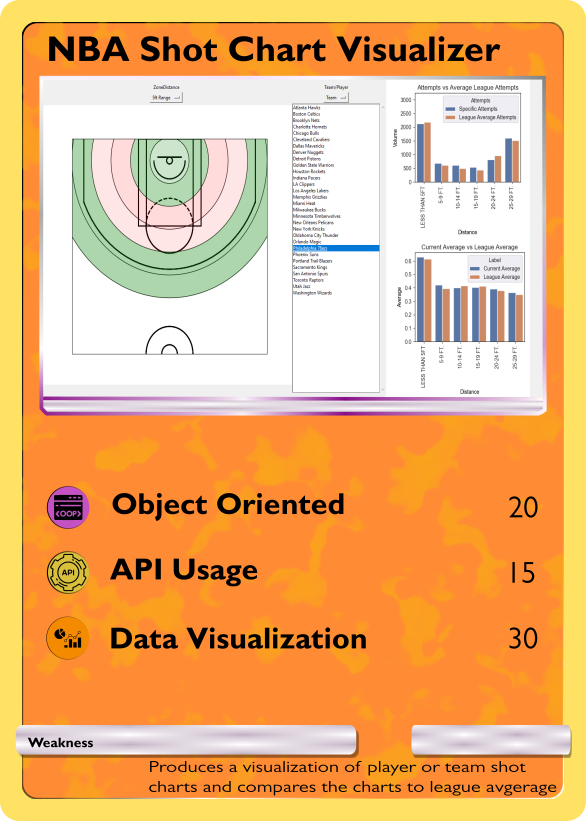 NBA Shot Chart Visualizer
ZoneDistance
5ft Range
Team/Player
Team
Atlanta Hawks
Boston Celtics
Brooklyn Nets
Charlotte Hornets
Chicago Bulls
Cleveland Cavaliers
Dallas Mavericks
Denver Nuggets
Detroit Pistons
Golden State Warriors
Houston Rockets
Indiana Pacers
LA Clippers
Los Angeles Lakers
Memphis Grizzlies
Miami Heat
Milwaukee Bucks
Minnesota Timberwolves
New Orleans Pelicans
New York Knicks
Oklahoma City Thunder
Orlando Magic
Philadelphia 76ers
Phoenix Suns
Portland Trail Blazers
Sacramento Kings
San Antonio Spurs
Toronto Raptors
Utah Jazz
Washington Wizards
Attempts vs Average League Attempts
Attempts
Specific Attempts
League Average Attempts
Volume
3000
2500
2000
1500
1000
500
0
LESS THAN 5FT
5-9 FT.
10-14 FT.
15-19 FT.
20-24 FT.
25-29 FT.
Distance
Current Average vs League Average
Label
Current Average
League Average
Average
0.6
0.5
0.4
0.3
0.2
0.1
0.0
LESS THAN 5FT
5-9 FT.
10-14 FT.
15-19 FT.
20-24 FT.
25-29 FT.
Distance
<OOP>
Object Oriented 20
API
API Usage 15
Data Visualization 30
Weakness
Produces a visualization of player or team shot
charts and compares the charts to league avgerage